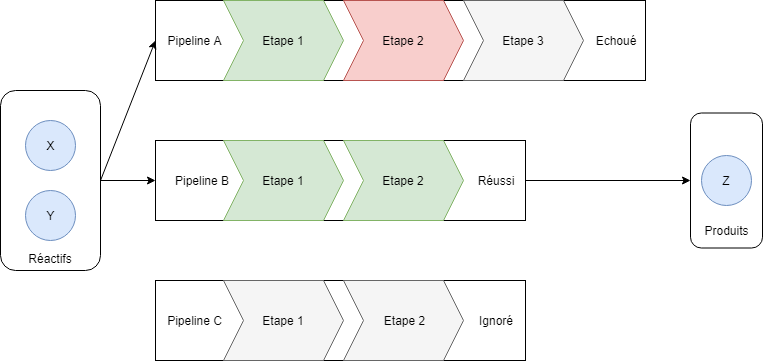 Pipeline A
Etape 1
Etape 2
Etape 3
Echoué
X
Y
Réactifs
Pipeline B
Etape 1
Etape 2
Réussi
Z
Produits
Pipeline C
Etape 1
Etape 2
Ignoré